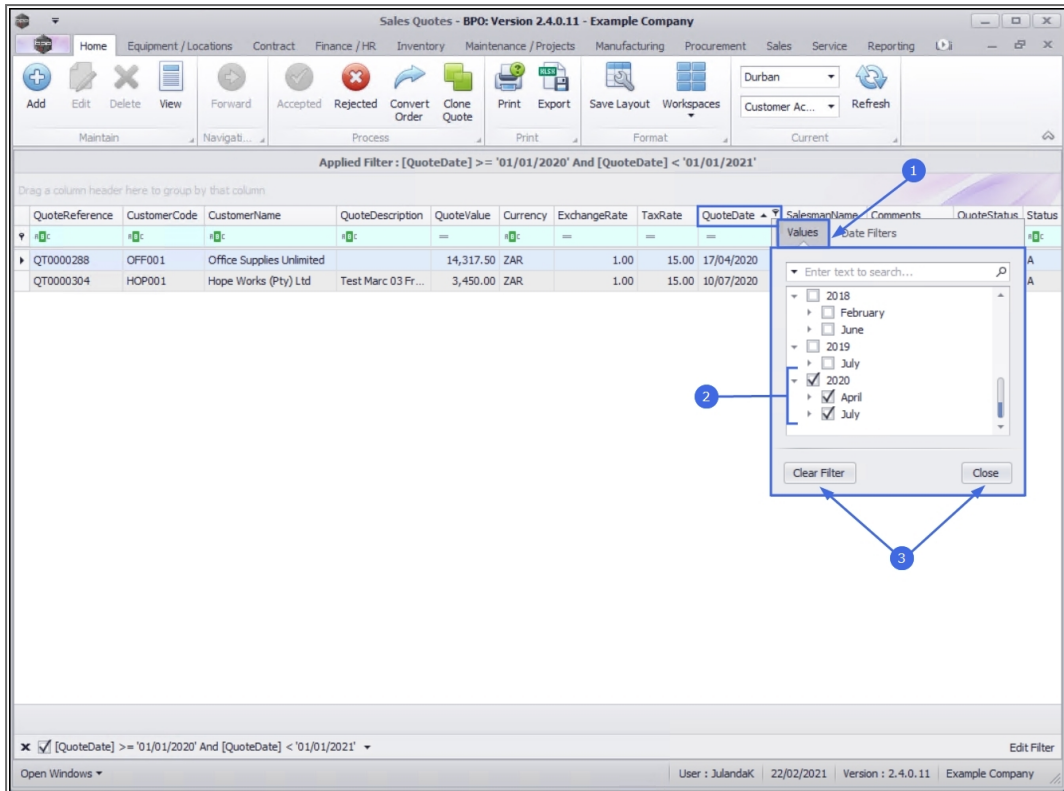 Sales Quotes - BPO: Version 2.4.0.11 - Example Company
Home Equipment / Locations Contract Finance / HR Inventory Maintenance / Projects Manufacturing Procurement Sales Service Reporting
Add Edit Delete View Forward Accepted Rejected Convert Order Clone Quote Print Export Save Layout Workspaces Durban Customer Ac... Refresh
Maintain Navigati... Process Print Format Current
Applied Filter : [QuoteDate] >= '01/01/2020' And [QuoteDate] < '01/01/2021'
1
Drag a column header here to group by that column
QuoteReference CustomerCode CustomerName QuoteDescription QuoteValue Currency ExchangeRate TaxRate QuoteDate SalesmanName Comments QuoteStatus Status
= = = =
Values Date Filters
QT0000288 OFF001 Office Supplies Unlimited 14,317.50 ZAR 1.00 15.00 17/04/2020 A
QT0000304 HOP001 Hope Works (Pty) Ltd Test Marc 03 Fr... 3,450.00 ZAR 1.00 15.00 10/07/2020 A
Enter text to search...
2018
February
June
2019
July
2020
2
April
July
Clear Filter Close
3
[QuoteDate] >= '01/01/2020' And [QuoteDate] < '01/01/2021' Edit Filter
Open Windows User : JulandaK 22/02/2021 Version : 2.4.0.11 Example Company